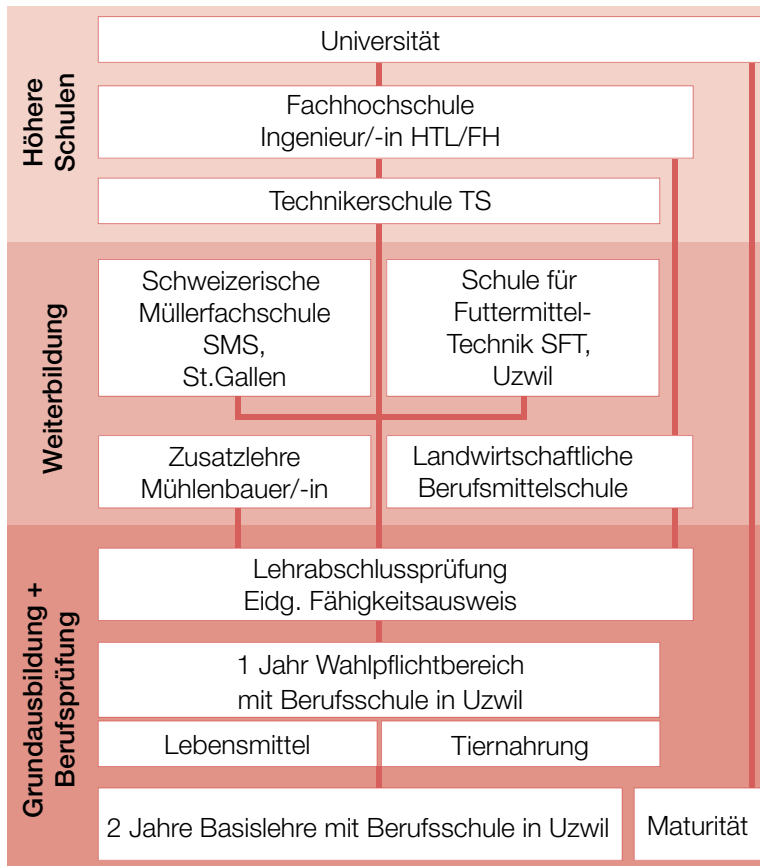 Höhere
Schulen
Universität
Fachhochschule
Ingenieur/-in HTL/FH
Technikerschule TS
Weiterbildung
Schweizerische
Müllerfachschule
SMS,
St.Gallen
Schule für
Futtermittel-
Technik SFT,
Uzwil
Zusatzlehre
Mühlenbauer/-in
Landwirtschaftliche
Berufsmittelschule
Grundausbildung +
Berufsprüfung
Lehrabschlussprüfung
Eidg. Fähigkeitsausweis
1 Jahr Wahlpflichtbereich
mit Berufsschule in Uzwil
Lebensmittel
Tiernahrung
2 Jahre Basislehre mit Berufsschule in Uzwil
Maturität